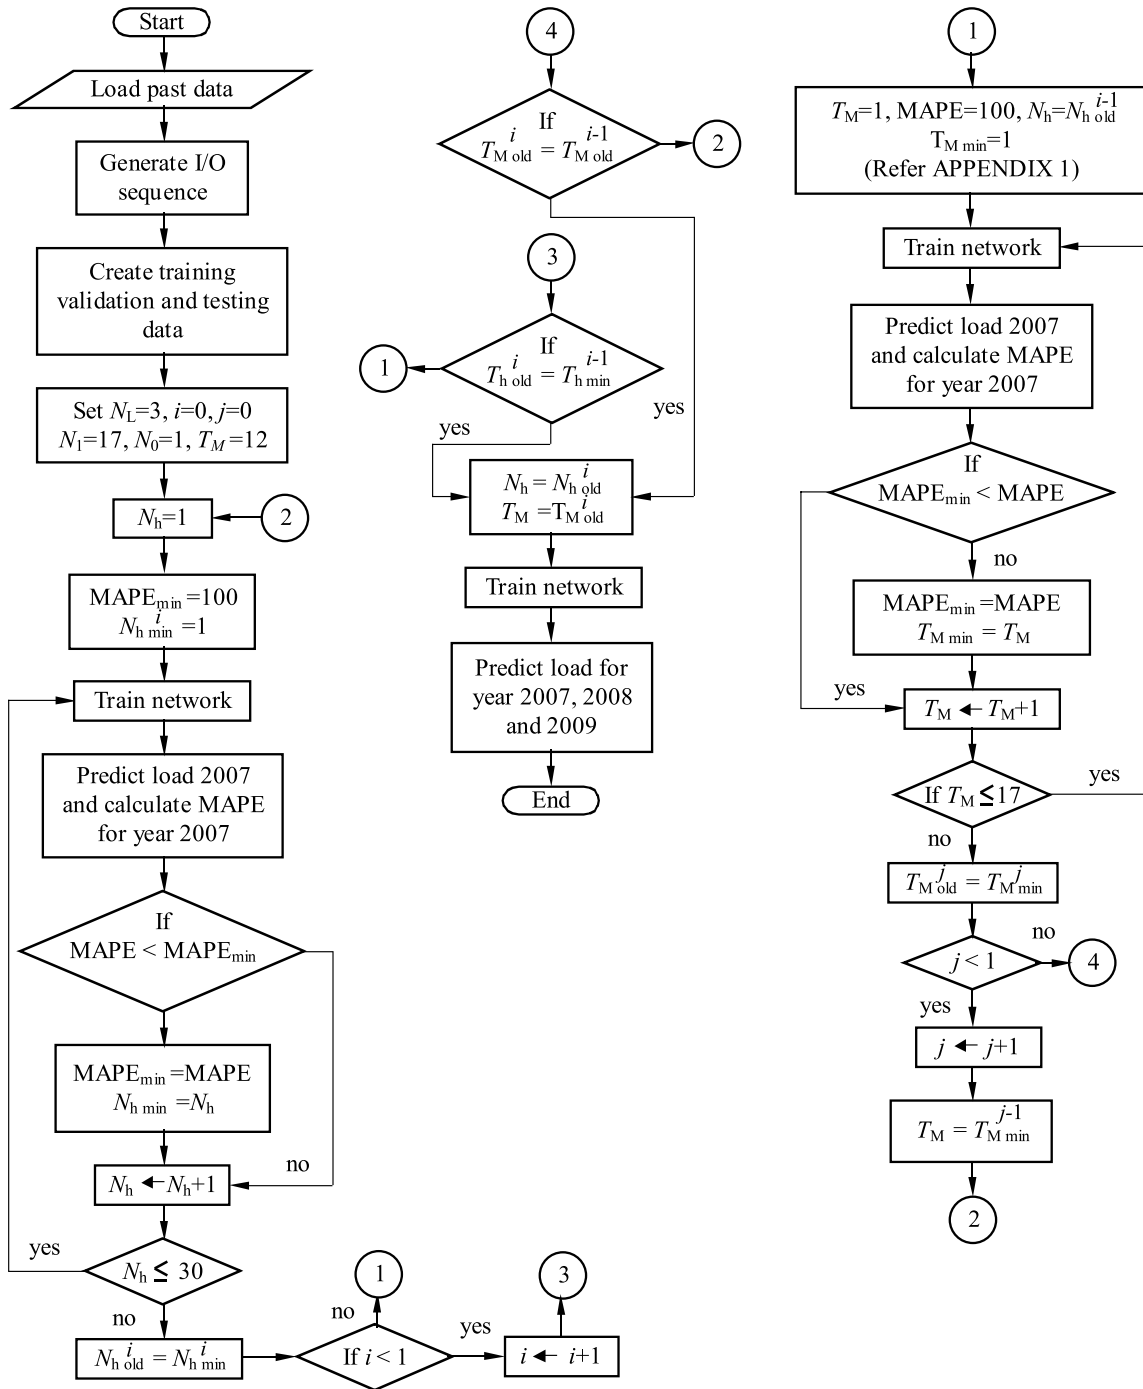 Start
Load past data
Generate I/O
sequence
Create training
validation and testing
data
Set N_L=3, i=0, j=0
N_1=17, N_0=1, T_M=12
N_h=1
2
MAPE_min=100
N_h min^i=1
Train network
Predict load 2007
and calculate MAPE
for year 2007
If
MAPE < MAPE_min
MAPE_min=MAPE
N_h min=N_h
no
N_h ← N_h+1
yes
N_h ≤ 30
no
N_h old^i = N_h min^i
no
1
If i < 1
yes
3
i ← i+1
4
If
T_M old^i = T_M old^i-1
2
3
If
T_h old^i = T_h min^i-1
1
yes
yes
N_h = N_h old^i
T_M = T_M old^i
Train network
Predict load for
year 2007, 2008
and 2009
End
1
T_M=1, MAPE=100, N_h=N_h old^i-1
T_M min=1
(Refer APPENDIX 1)
Train network
Predict load 2007
and calculate MAPE
for year 2007
If
MAPE_min < MAPE
no
MAPE_min=MAPE
T_M min = T_M
yes
T_M ← T_M+1
If T_M ≤17
yes
no
T_M old^j = T_M min^j
no
j < 1
4
yes
j ← j+1
T_M = T_M min^j-1
2